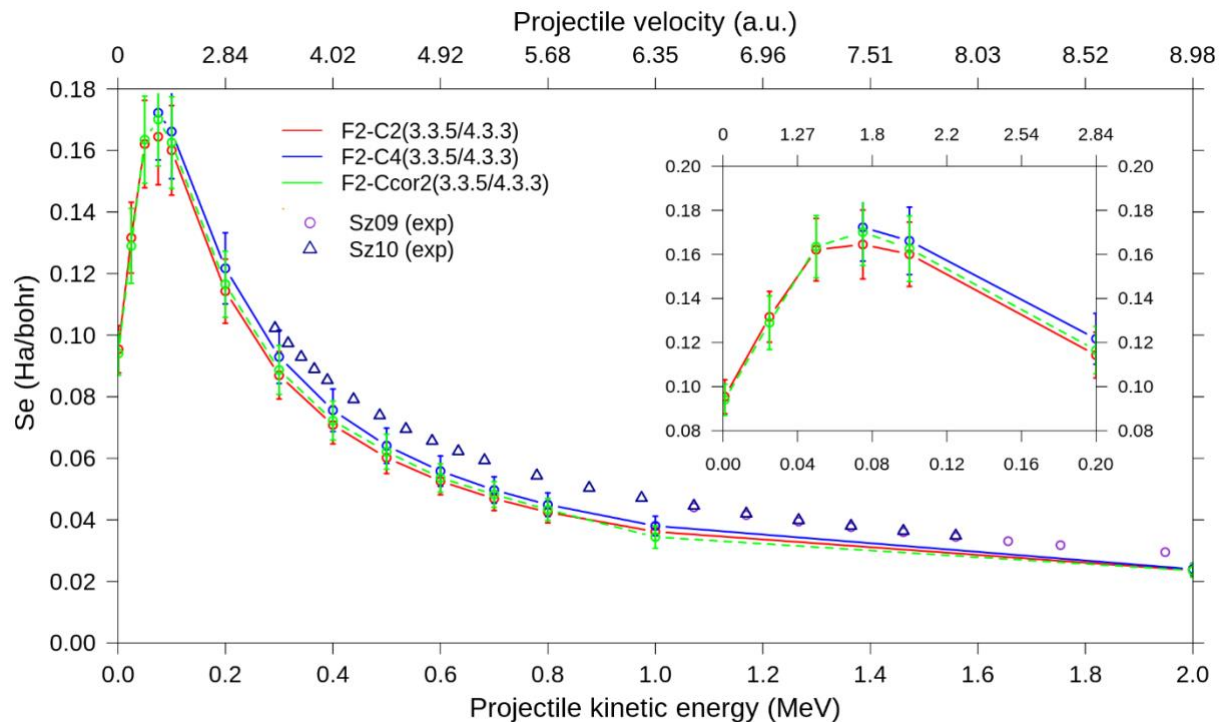 Projectile velocity (a.u.)
0 2.84 4.02 4.92 5.68 6.35 6.96 7.51 8.03 8.52 8.98
0.18
0.16
0.14
0.12
0.10
0.08
0.06
0.04
0.02
0.00
Se (Ha/bohr)
F2-C2(3.3.5/4.3.3)
F2-C4(3.3.5/4.3.3)
F2-Ccor2(3.3.5/4.3.3)
Sz09 (exp)
Sz10 (exp)
0 1.27 1.8 2.2 2.54 2.84
0.20 0.20
0.18 0.18
0.16 0.16
0.14 0.14
0.12 0.12
0.10 0.10
0.08 0.08
0.00 0.04 0.08 0.12 0.16 0.20
0.0 0.2 0.4 0.6 0.8 1.0 1.2 1.4 1.6 1.8 2.0
Projectile kinetic energy (MeV)